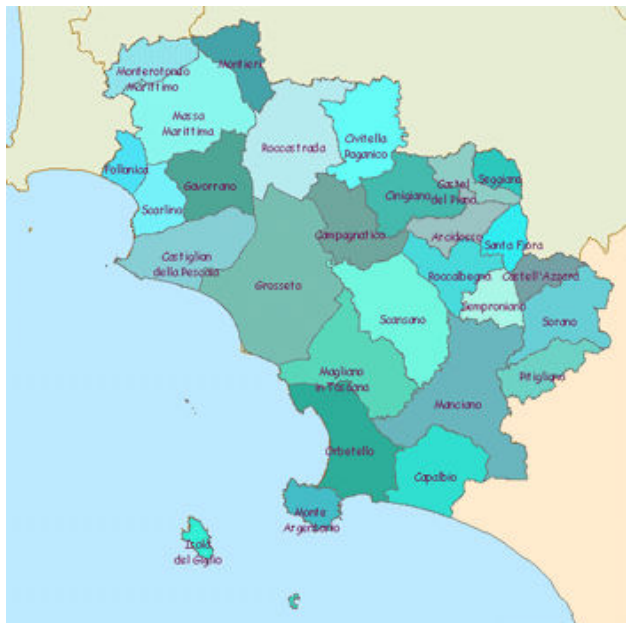 Montieri
Monterotondo
Marittimo
Massa
Marittima
Roccastrada
Civitella
Paganico
Follonica
Gavorrano
Scarlino
Cinigiano
Castel
del Piano
Seggiano
Campagnatico
Arcidosso
Santa Fiora
Castiglion
della Pescaia
Grosseto
Roccalbegna
Castell'Azzara
Semproniano
Scansano
Sorano
Magliano
in Toscana
Pitigliano
Manciano
Orbetello
Capalbio
Monte
Argentario
Isola
del Giglio